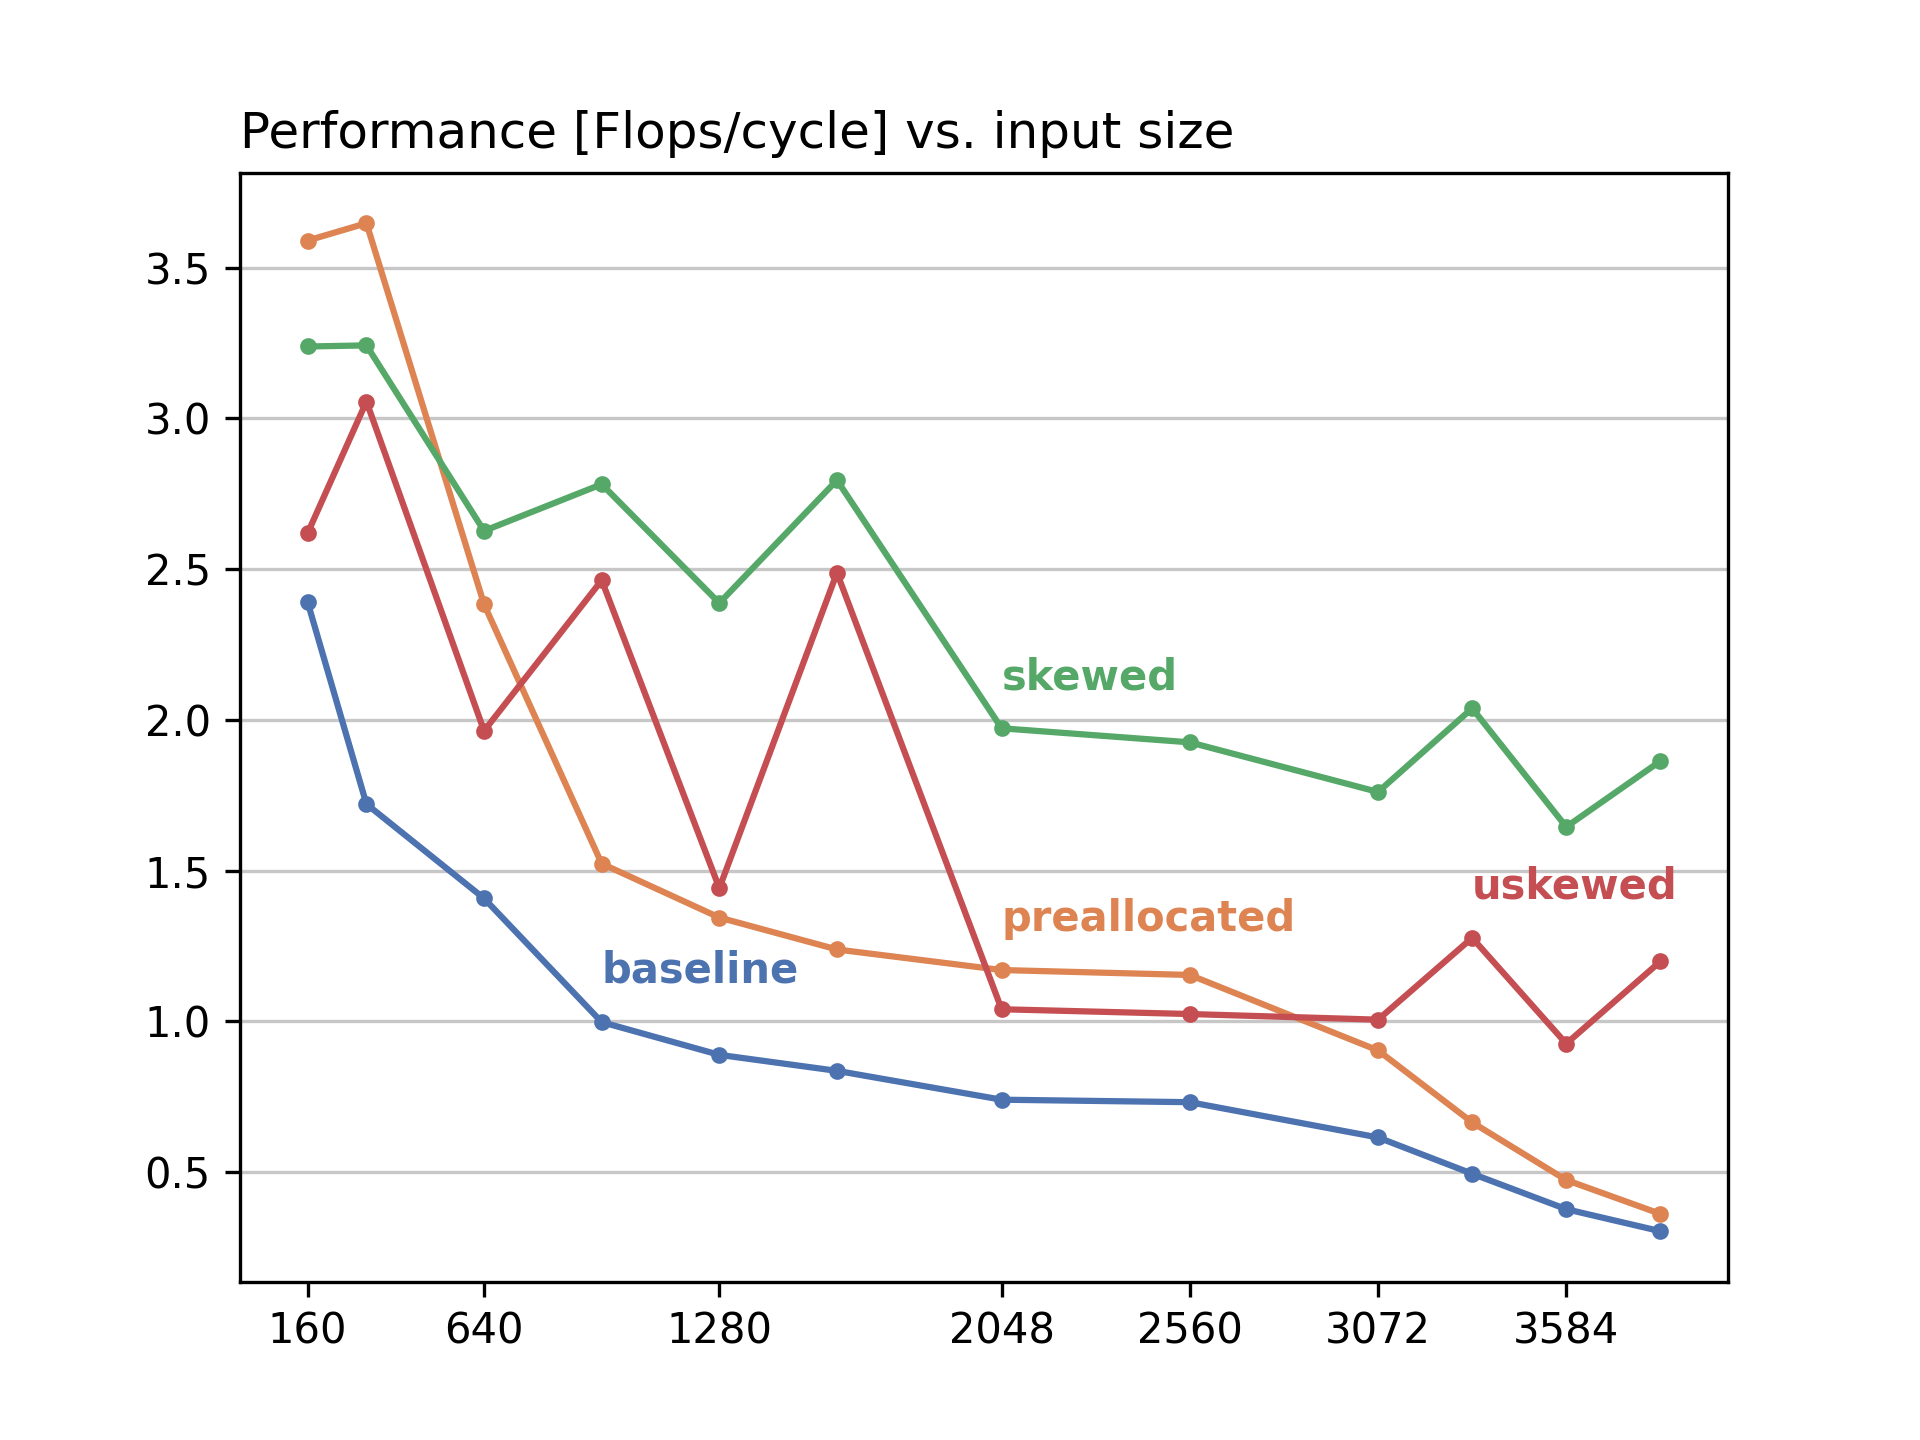 Performance [Flops/cycle] vs. input size
3.5
3.0
2.5
2.0
1.5
1.0
0.5
skewed
uskewed
preallocated
baseline
160 640 1280 2048 2560 3072 3584